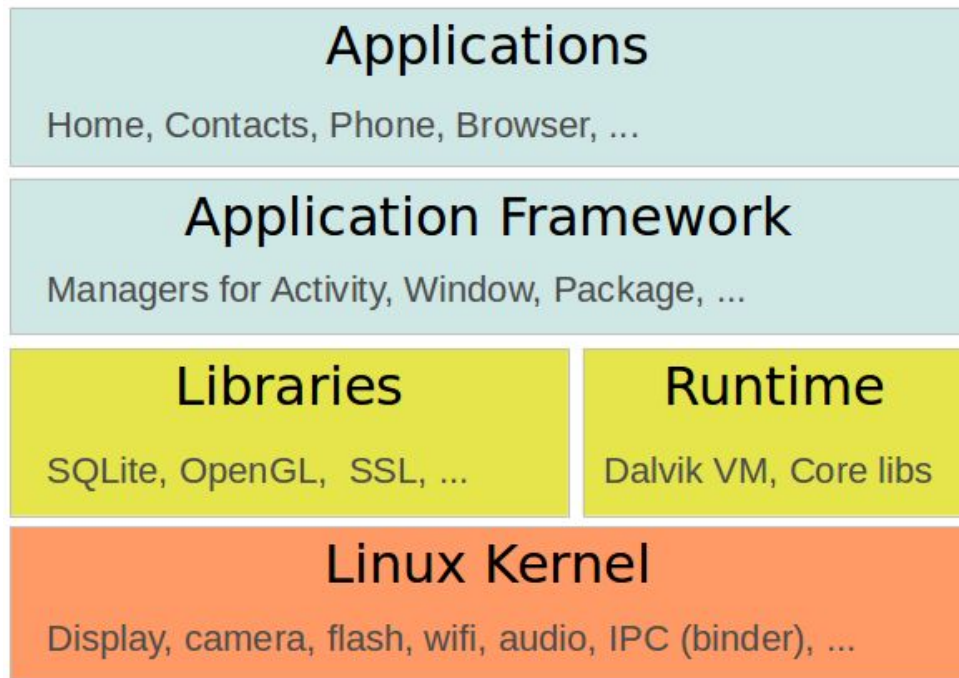 Applications
Home, Contacts, Phone, Browser, ...
Application Framework
Managers for Activity, Window, Package, ...
Libraries
SQLite, OpenGL,  SSL, ...
Runtime
Dalvik VM, Core libs
Linux Kernel
Display, camera, flash, wifi, audio, IPC (binder), ...